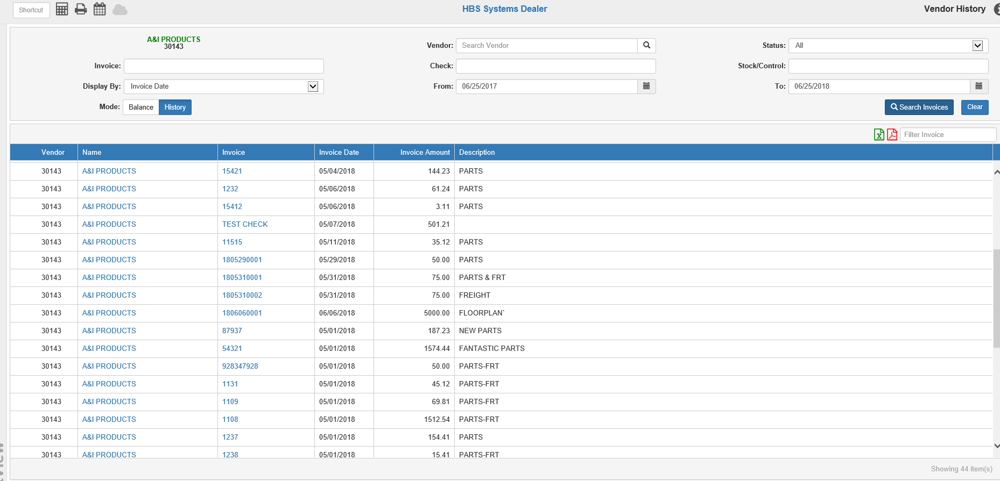 Shortcut
HBS Systems Dealer
Vendor History
A&I PRODUCTS
30143
Vendor: Search Vendor
Status: All
Invoice:
Check:
Stock/Control:
Display By: Invoice Date
From: 06/25/2017
To: 06/25/2018
Mode: Balance History
Search Invoices Clear
Filter Invoice
Vendor Name Invoice Invoice Date Invoice Amount Description
30143 A&I PRODUCTS 15421 05/04/2018 144.23 PARTS
30143 A&I PRODUCTS 1232 05/06/2018 61.24 PARTS
30143 A&I PRODUCTS 15412 05/06/2018 3.11 PARTS
30143 A&I PRODUCTS TEST CHECK 05/07/2018 501.21
30143 A&I PRODUCTS 11515 05/11/2018 35.12 PARTS
30143 A&I PRODUCTS 1805290001 05/29/2018 50.00 PARTS
30143 A&I PRODUCTS 1805310001 05/31/2018 75.00 PARTS & FRT
30143 A&I PRODUCTS 1805310002 05/31/2018 75.00 FREIGHT
30143 A&I PRODUCTS 1806060001 06/06/2018 5000.00 FLOORPLAN`
30143 A&I PRODUCTS 87937 05/01/2018 187.23 NEW PARTS
30143 A&I PRODUCTS 54321 05/01/2018 1574.44 FANTASTIC PARTS
30143 A&I PRODUCTS 928347928 05/01/2018 50.00 PARTS-FRT
30143 A&I PRODUCTS 1131 05/01/2018 45.12 PARTS-FRT
30143 A&I PRODUCTS 1109 05/01/2018 69.81 PARTS-FRT
30143 A&I PRODUCTS 1108 05/01/2018 1512.54 PARTS-FRT
30143 A&I PRODUCTS 1237 05/01/2018 154.41 PARTS
30143 A&I PRODUCTS 1238 05/01/2018 15.41 PARTS-FRT
Showing 44 item(s)